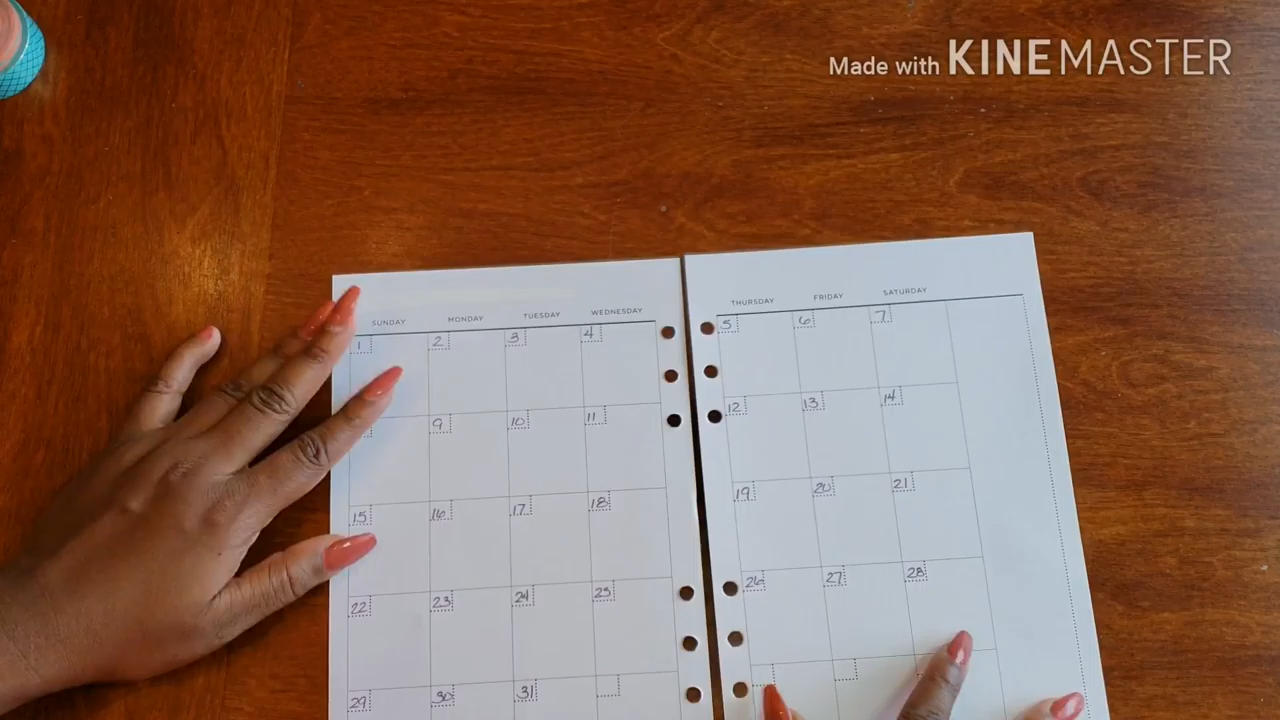 Made with KINEMASTER
SUNDAY MONDAY TUESDAY WEDNESDAY THURSDAY FRIDAY SATURDAY
1 2 3 4 5 6 7
9 10 11 12 13 14
15 16 17 18 19 20 21
22 23 24 25 26 27 28
29 30 31